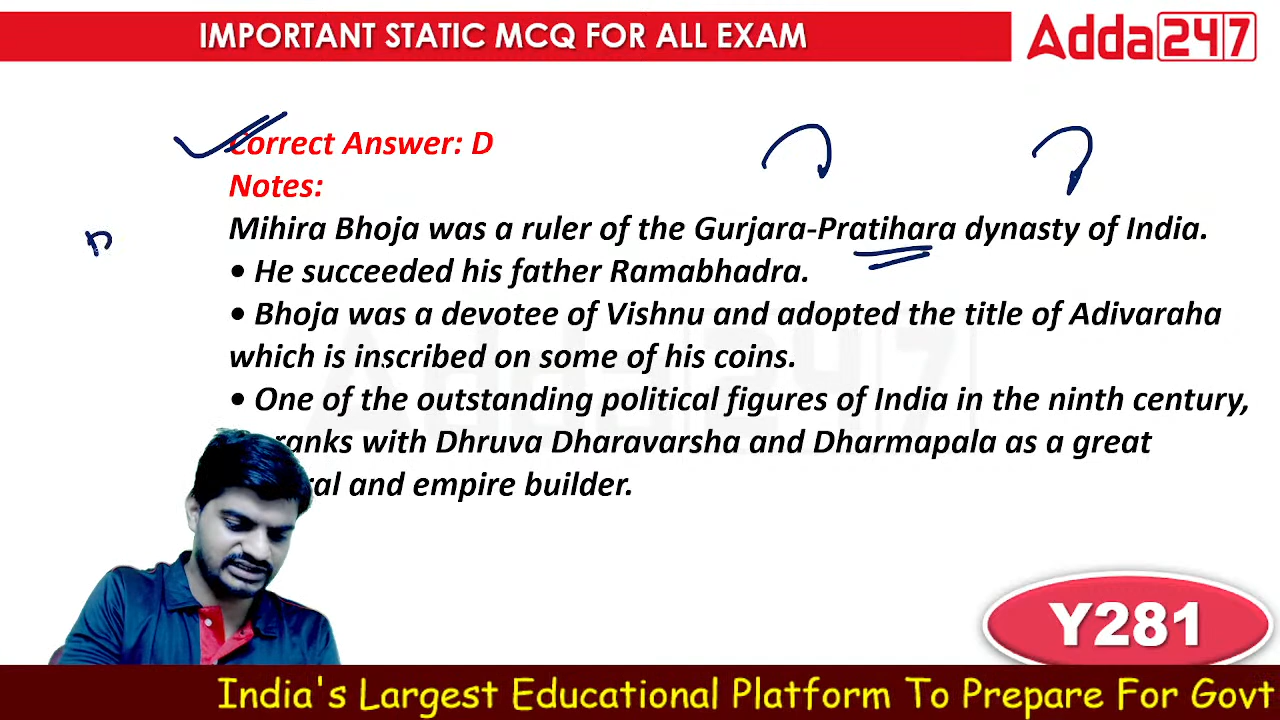 IMPORTANT STATIC MCQ FOR ALL EXAM
Adda247
Correct Answer: D
Notes:
Mihira Bhoja was a ruler of the Gurjara-Pratihara dynasty of India.
• He succeeded his father Ramabhadra.
• Bhoja was a devotee of Vishnu and adopted the title of Adivaraha
which is inscribed on some of his coins.
• One of the outstanding political figures of India in the ninth century,
ranks with Dhruva Dharavarsha and Dharmapala as a great
and empire builder.
Y281
India's Largest Educational Platform To Prepare For Govt